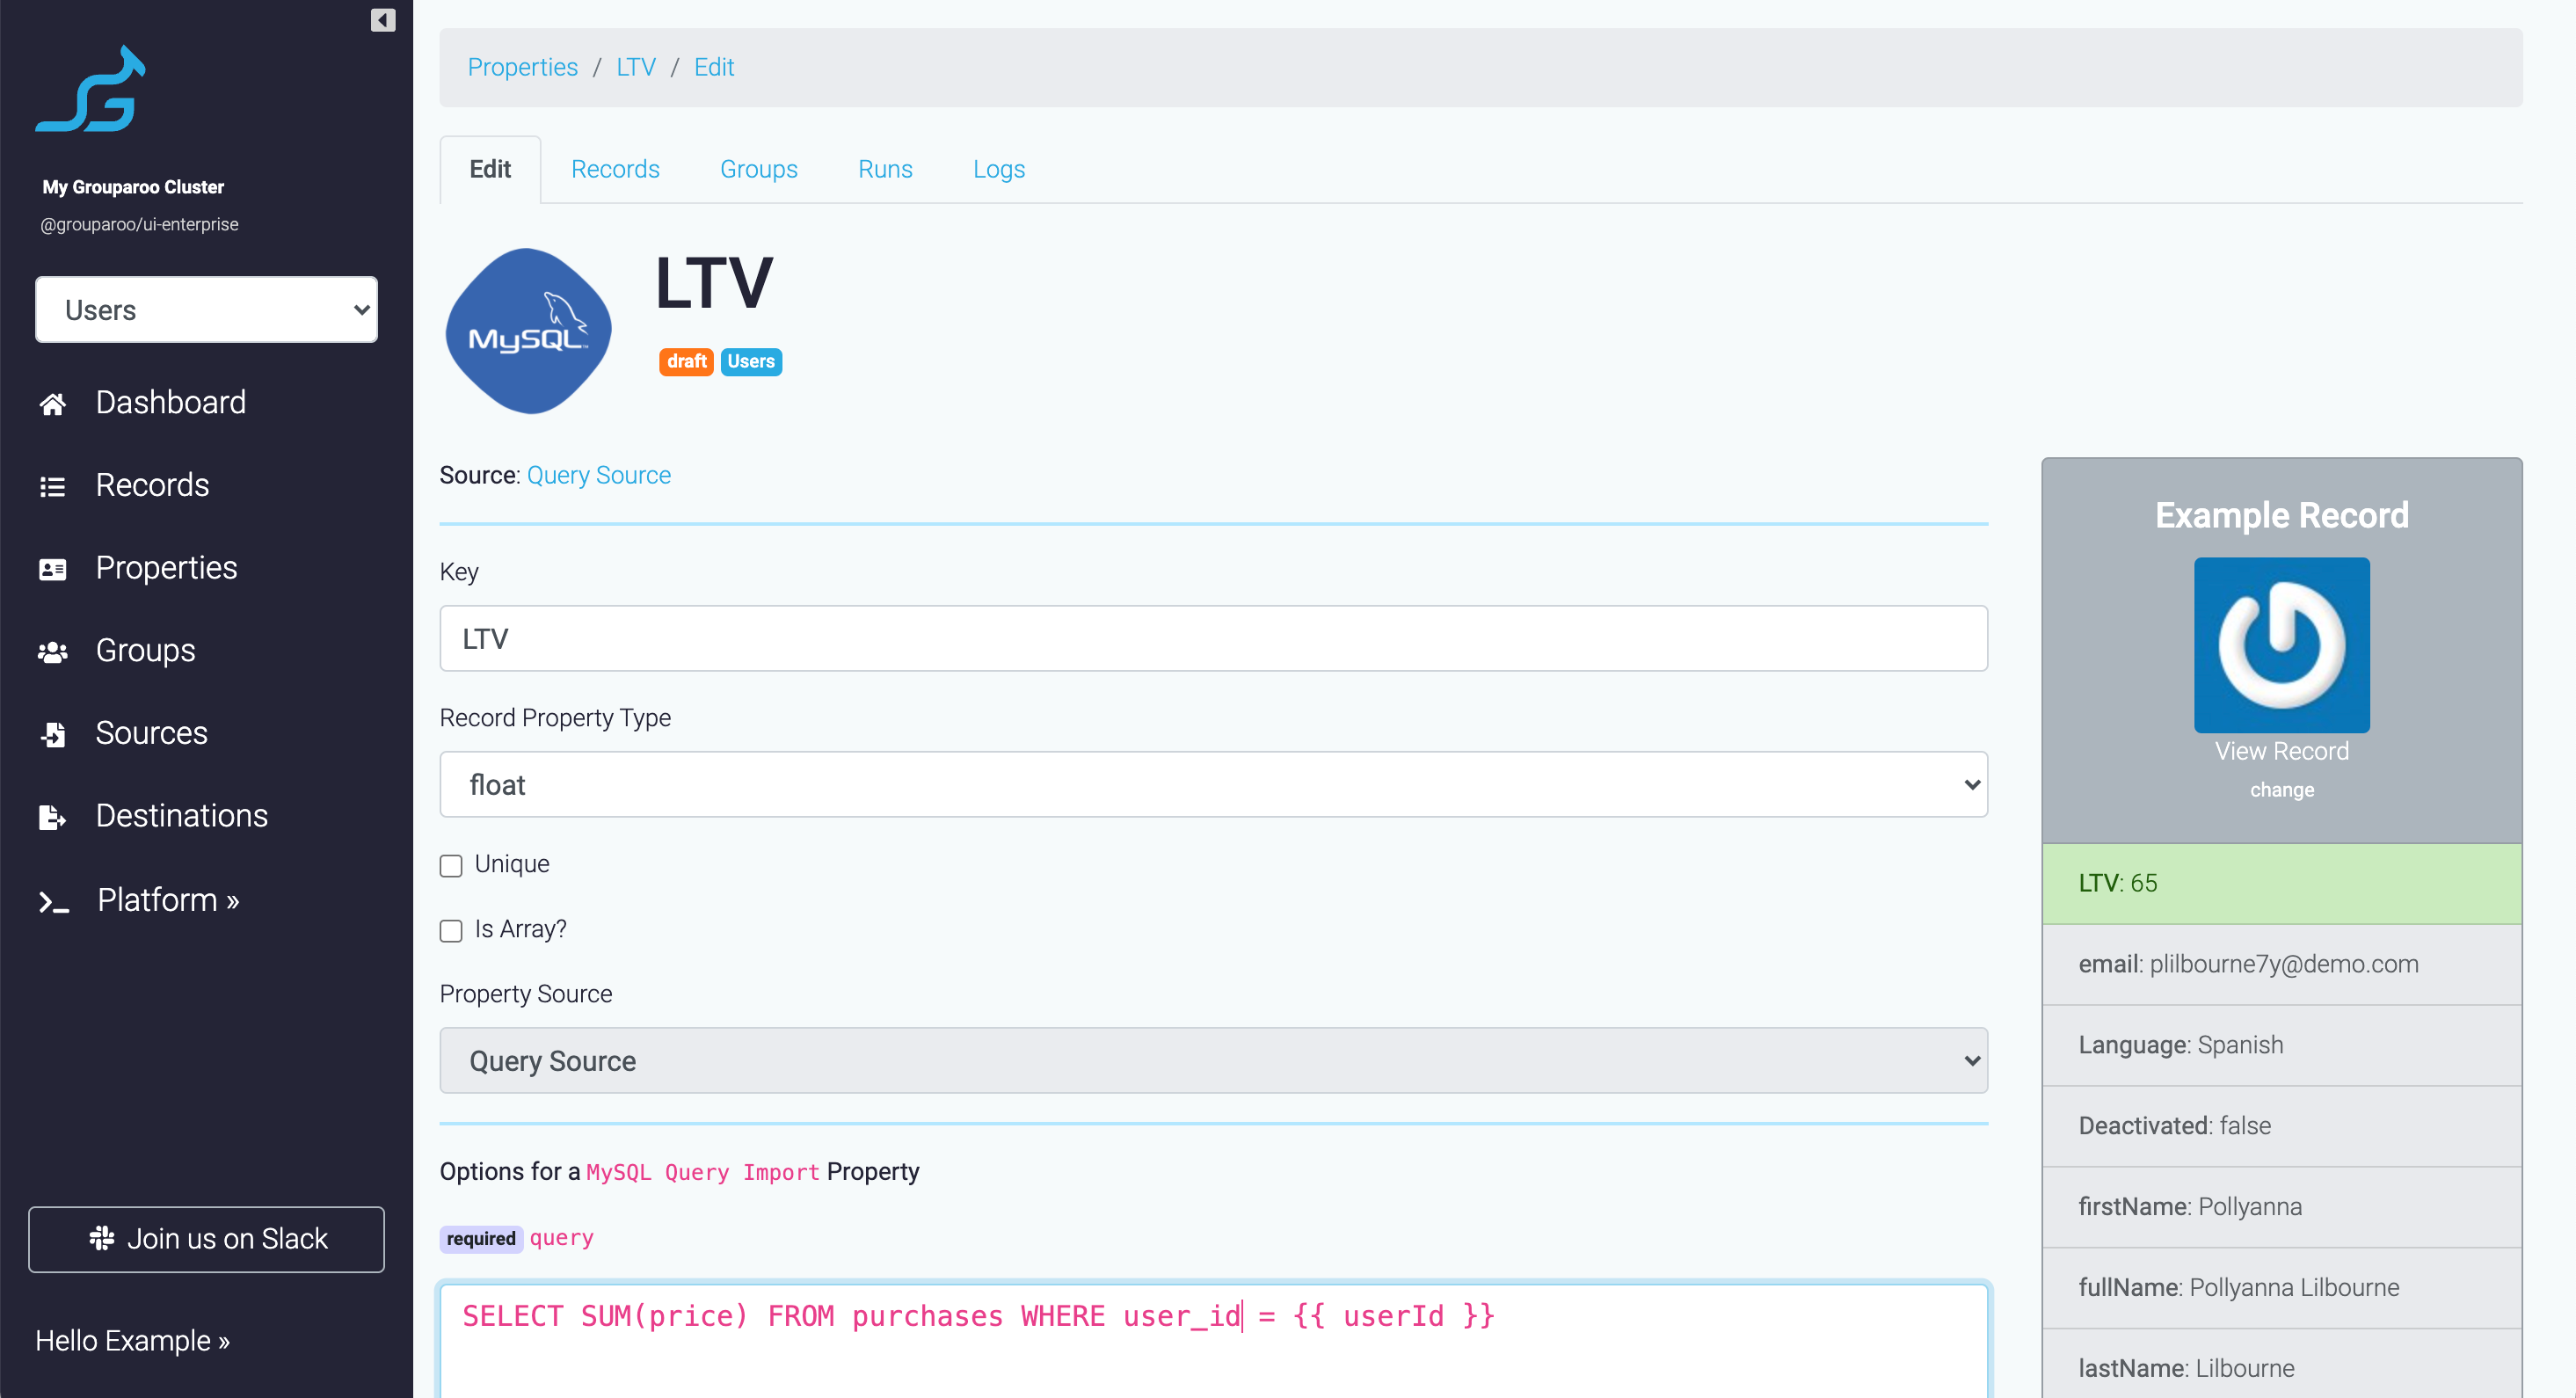 My Grouparoo Cluster
@grouparoo/ui-enterprise
Users
Dashboard
Records
Properties
Groups
Sources
Destinations
Platform »
Join us on Slack
Hello Example »
Properties / LTV / Edit
Edit Records Groups Runs Logs
MySQL™
LTV
draft Users
Source: Query Source
Key
LTV
Record Property Type
float
Unique
Is Array?
Property Source
Query Source
Options for a MySQL Query Import Property
required query
SELECT SUM(price) FROM purchases WHERE user_id = {{ userId }}
Example Record
View Record
change
LTV: 65
email: plilbourne7y@demo.com
Language: Spanish
Deactivated: false
firstName: Pollyanna
fullName: Pollyanna Lilbourne
lastName: Lilbourne